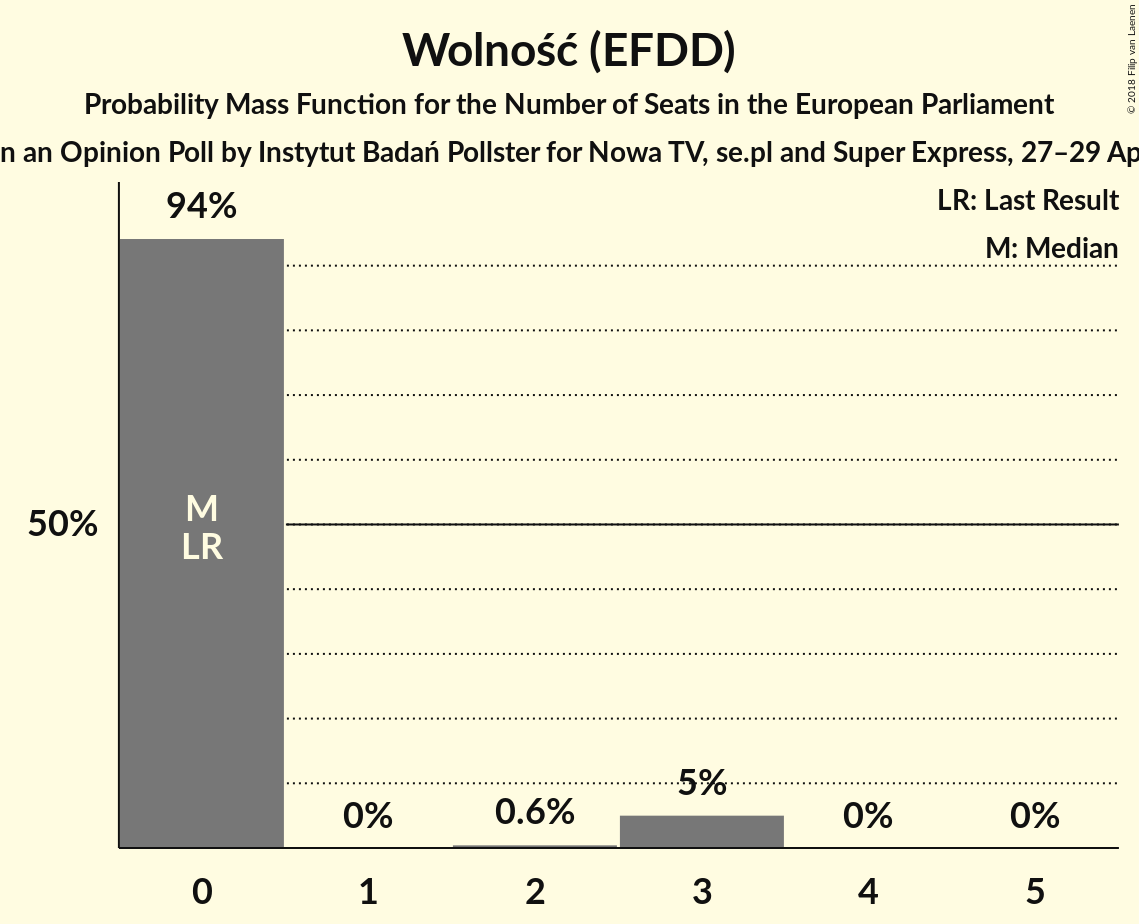 Wolność (EFDD)
Probability Mass Function for the Number of Seats in the European Parliament
an Opinion Poll by Instytut Badań Pollster for Nowa TV, se.pl and Super Express, 27–29
© 2018 Filip van Laenen
LR: Last Result
M: Median
94%
M
LR
50%
0%
0.6%
5%
0%
0%
0 1 2 3 4 5